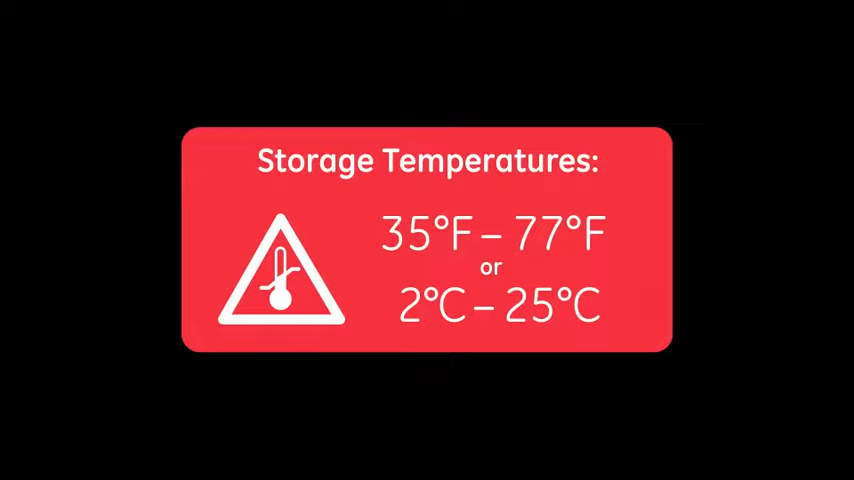 Storage Temperatures:
35°F – 77°F
or
2°C – 25°C